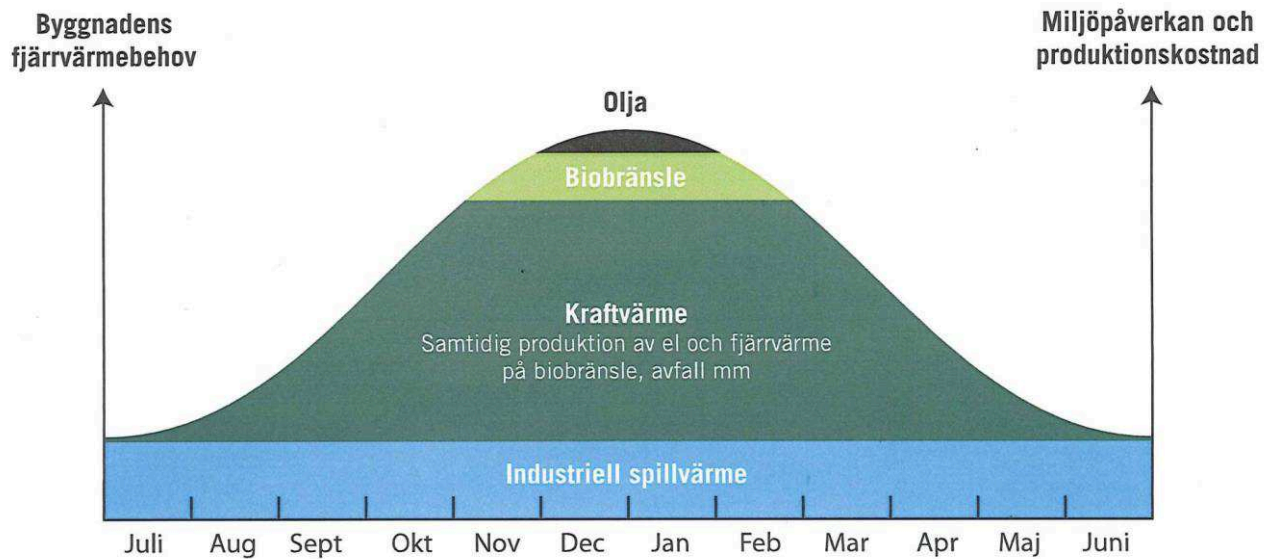 Byggnadens
fjärrvärmebehov
Miljöpåverkan och
produktionskostnad
Olja
Biobränsle
Kraftvärme
Samtidig produktion av el och fjärrvärme
på biobränsle, avfall mm
Industriell spillvärme
Juli Aug Sept Okt Nov Dec Jan Feb Mar Apr Maj Juni